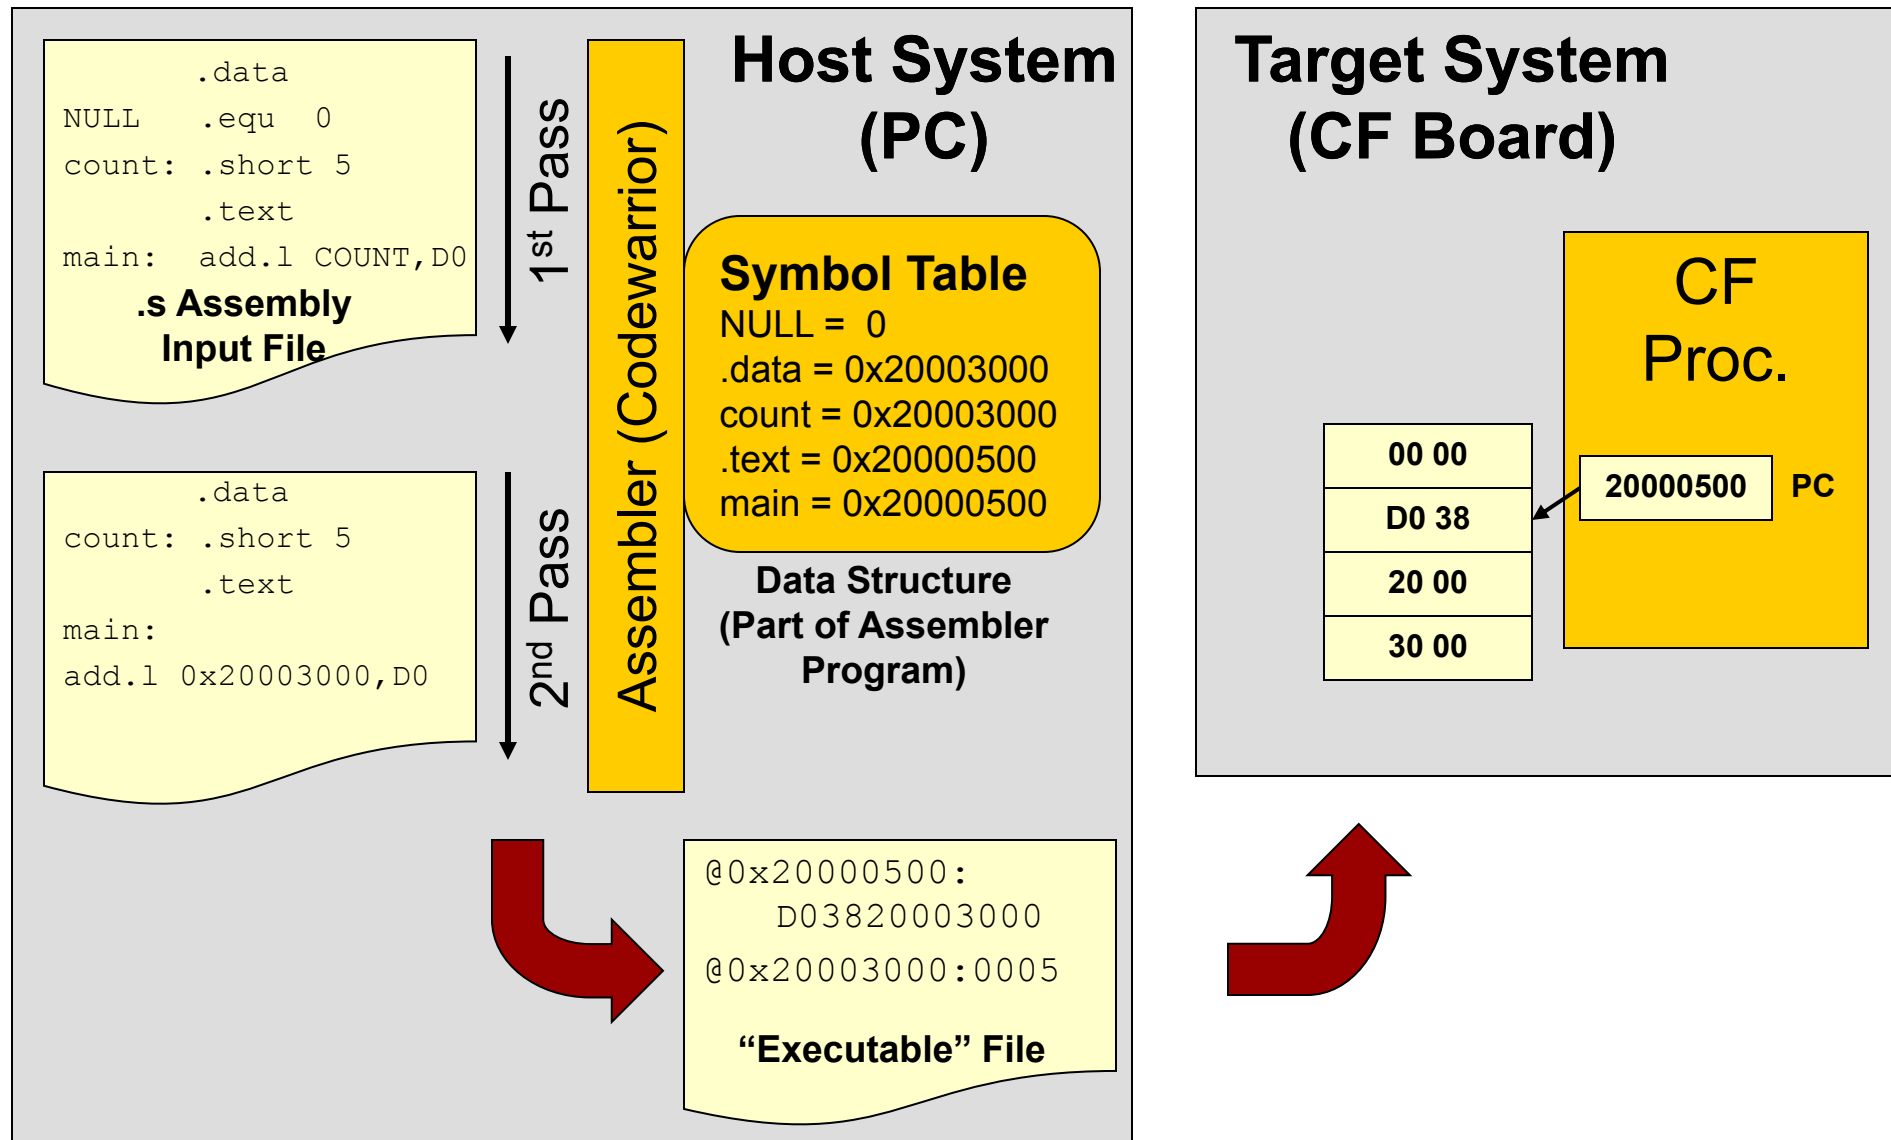 Host System
(PC)
.data
NULL   .equ  0
count: .short 5
.text
main:  add.l COUNT,D0
.s Assembly
Input File
1st Pass
Assembler (Codewarrior)
Symbol Table
NULL =  0
.data = 0x20003000
count = 0x20003000
.text = 0x20000500
main = 0x20000500
Data Structure
(Part of Assembler
Program)
.data
count: .short 5
.text
main:
add.l 0x20003000,D0
2nd Pass
@0x20000500:
D03820003000
@0x20003000:0005
“Executable” File
Target System
(CF Board)
CF
Proc.
00 00
D0 38
20 00
30 00
20000500
PC